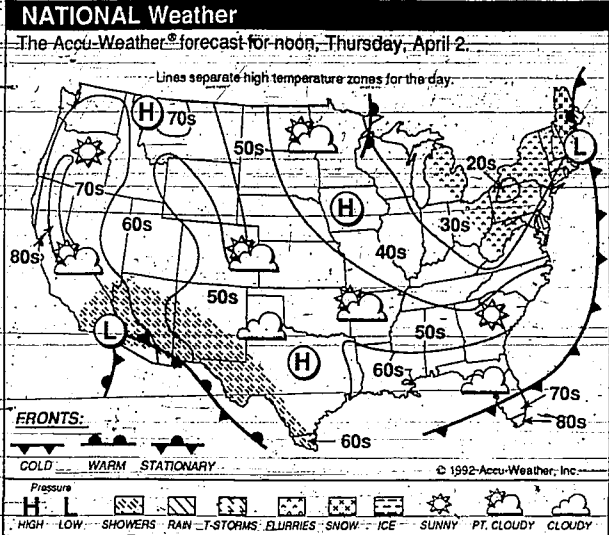 NATIONAL Weather
The Accu-Weather® forecast for noon, Thursday, April 2.
Lines separate high temperature zones for the day.
H
70s
50s
L
20s
70s
H
60s
30s
80s
40s
50s
L
50s
H
60s
70s
80s
60s
FRONTS:
COLD WARM STATIONARY
© 1992 Accu-Weather, Inc.
Pressure
H L
HIGH LOW SHOWERS RAIN T-STORMS FLURRIES SNOW ICE SUNNY PT. CLOUDY CLOUDY